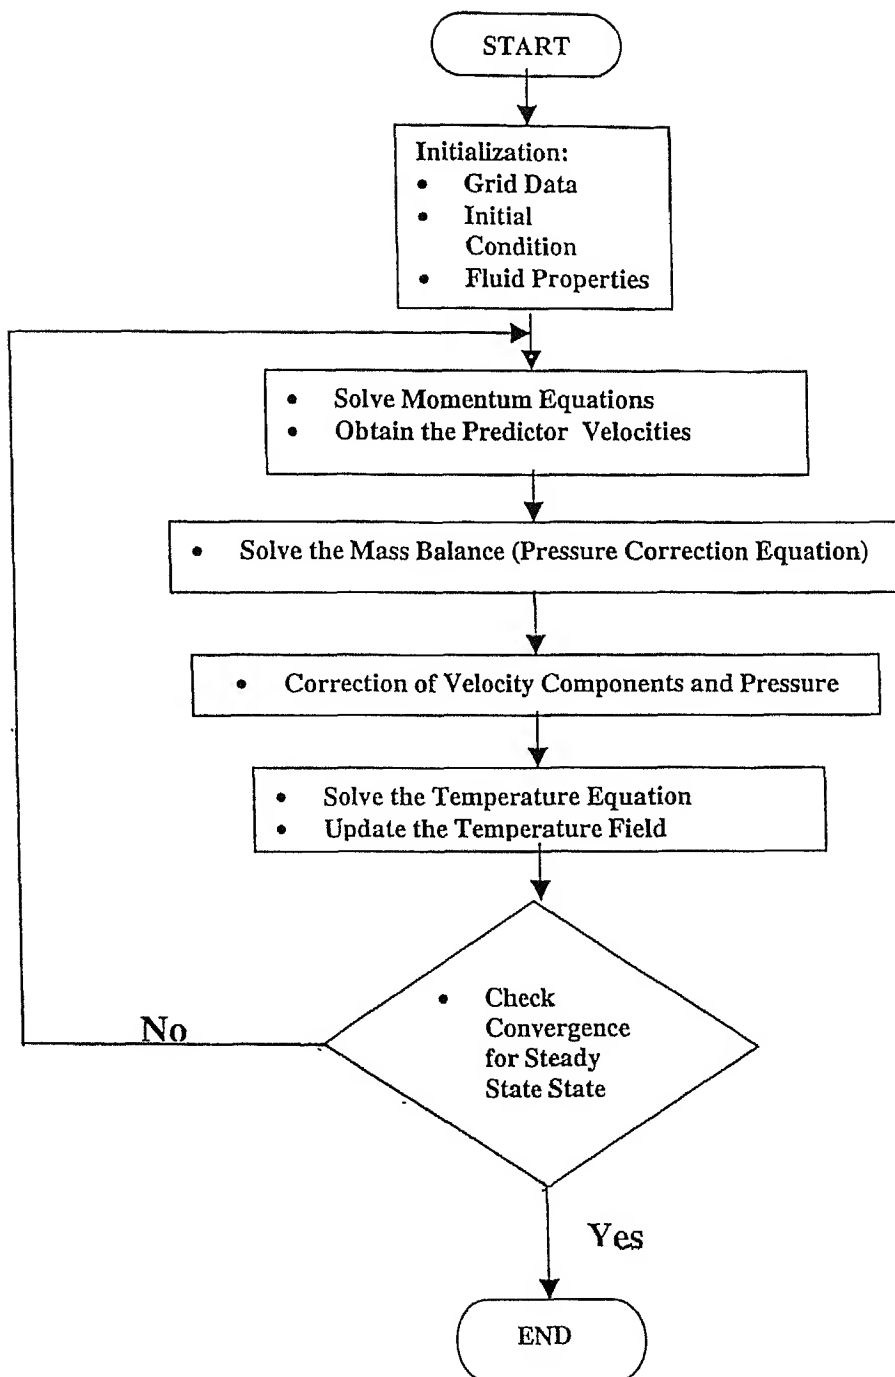 START
Initialization:
• Grid Data
• Initial
Condition
• Fluid Properties
• Solve Momentum Equations
• Obtain the Predictor Velocities
• Solve the Mass Balance (Pressure Correction Equation)
• Correction of Velocity Components and Pressure
• Solve the Temperature Equation
• Update the Temperature Field
• Check
Convergence
for Steady
State State
No
Yes
END